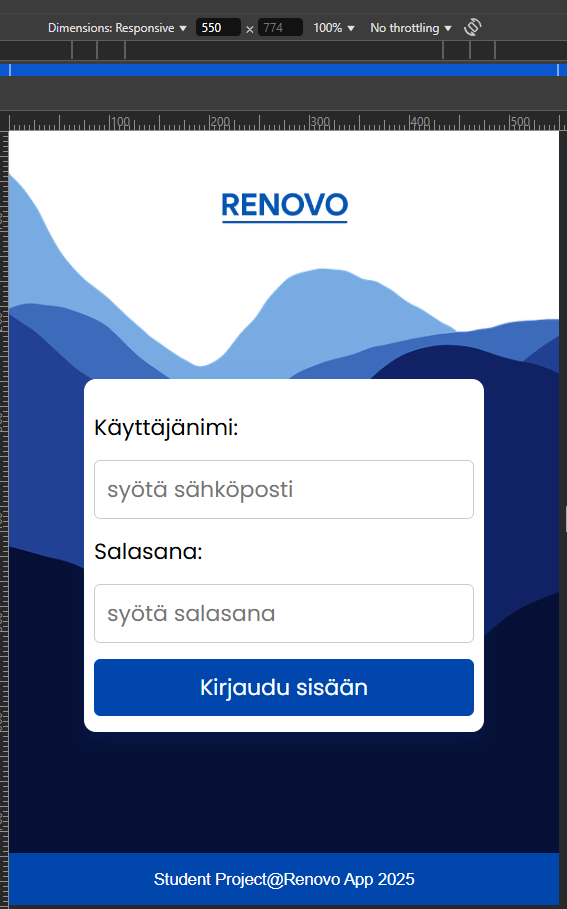 Dimensions: Responsive 550 × 774 100% No throttling
100 200 300 400 500
RENOVO
Käyttäjänimi:
syötä sähköposti
Salasana:
syötä salasana
Kirjaudu sisään
Student Project@Renovo App 2025